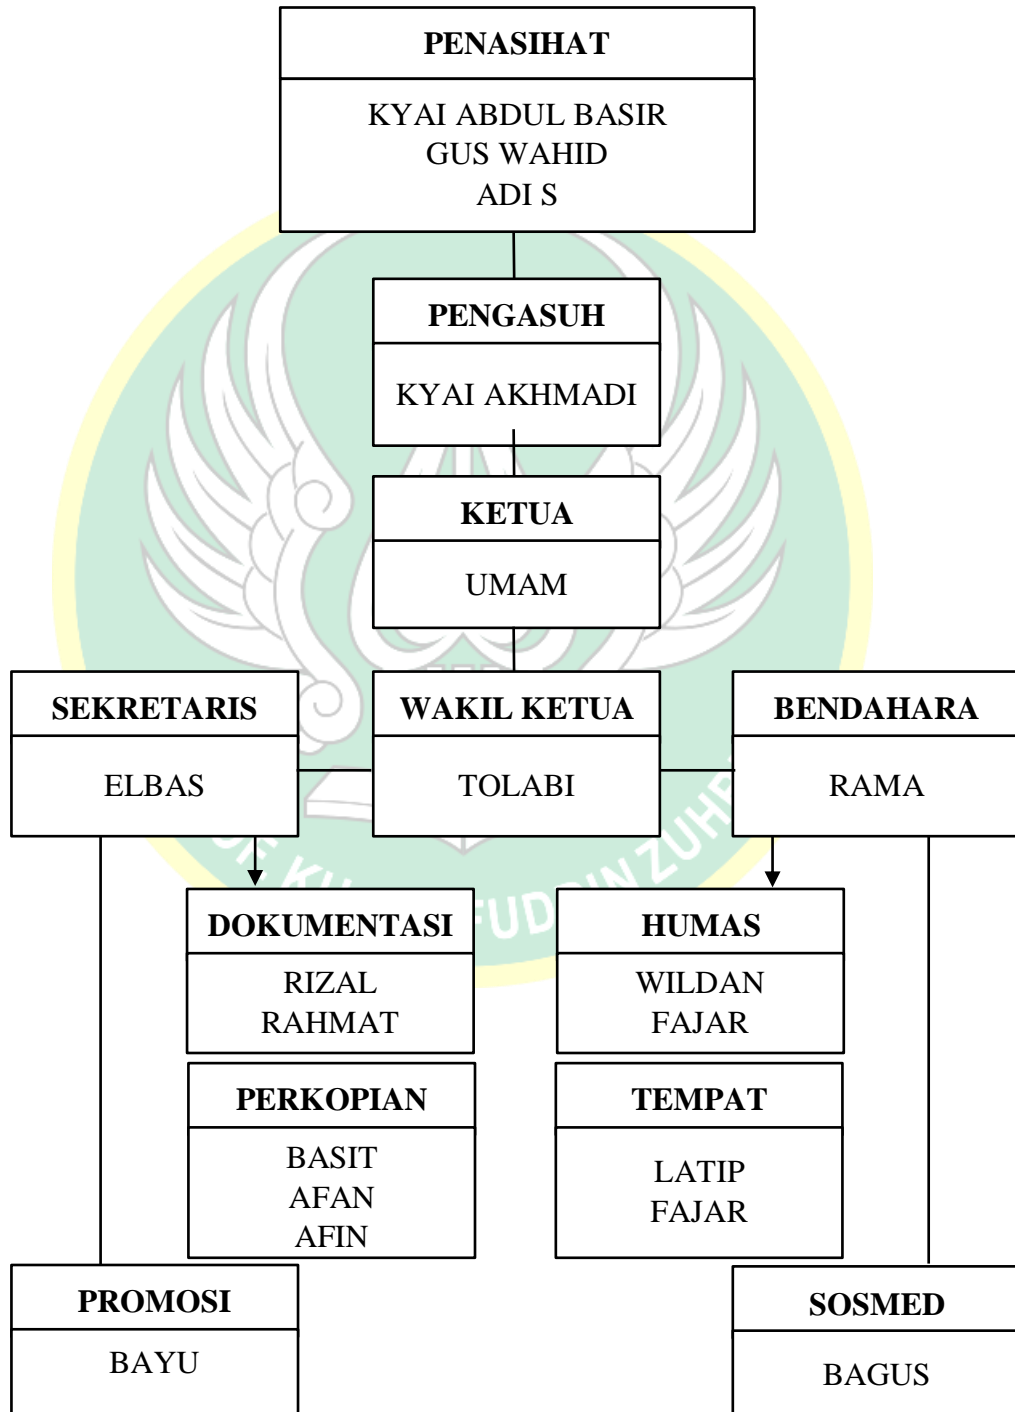 PENASIHAT
KYAI ABDUL BASIR
GUS WAHID
ADI S
PENGASUH
KYAI AKHMADI
KETUA
UMAM
SEKRETARIS
ELBAS
WAKIL KETUA
TOLABI
BENDAHARA
RAMA
DOKUMENTASI
RIZAL
RAHMAT
HUMAS
WILDAN
FAJAR
PERKOPIAN
BASIT
AFAN
AFIN
TEMPAT
LATIP
FAJAR
PROMOSI
BAYU
SOSMED
BAGUS